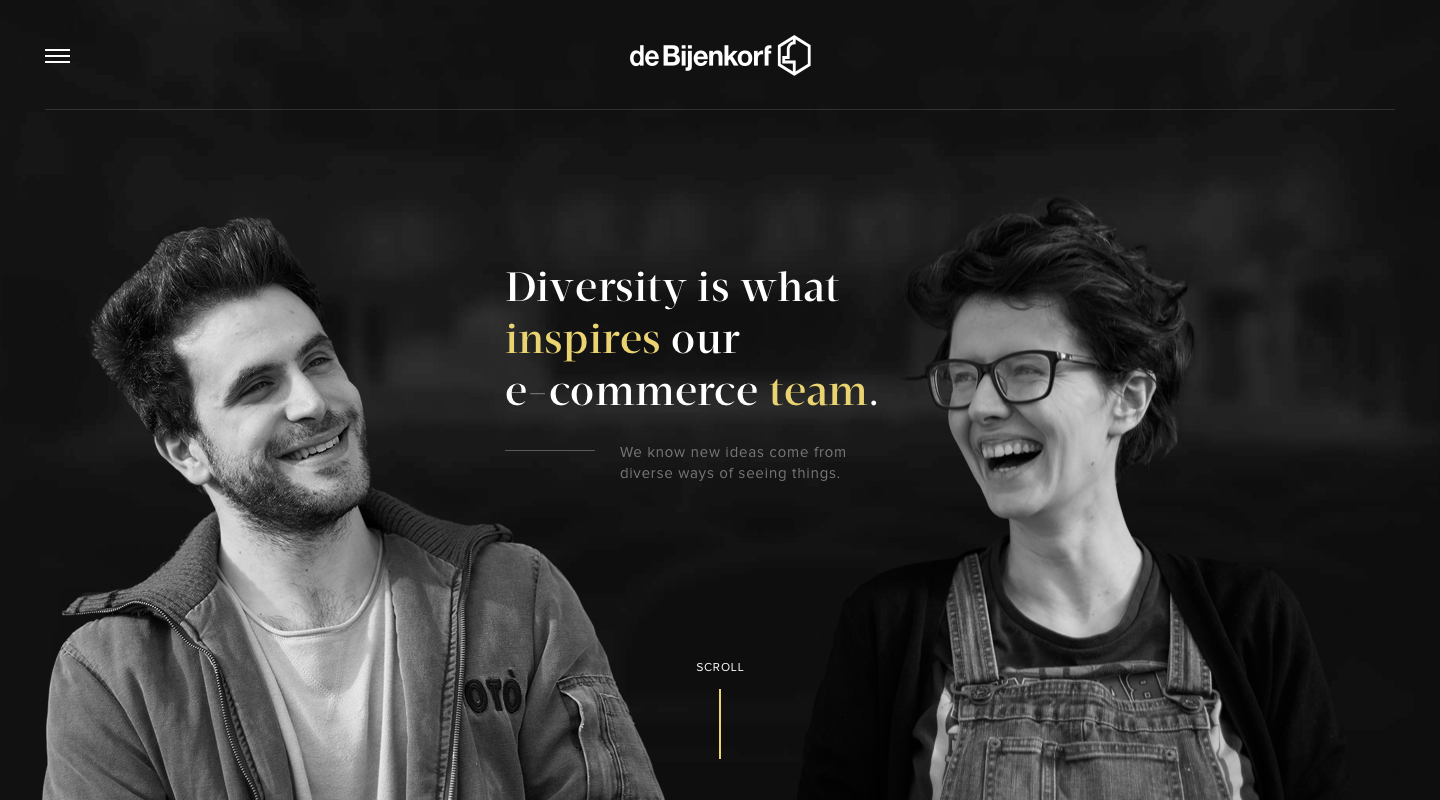 de Bijenkorf
Diversity is what
inspires our
e-commerce team.
We know new ideas come from
diverse ways of seeing things.
OTÒ
SCROLL